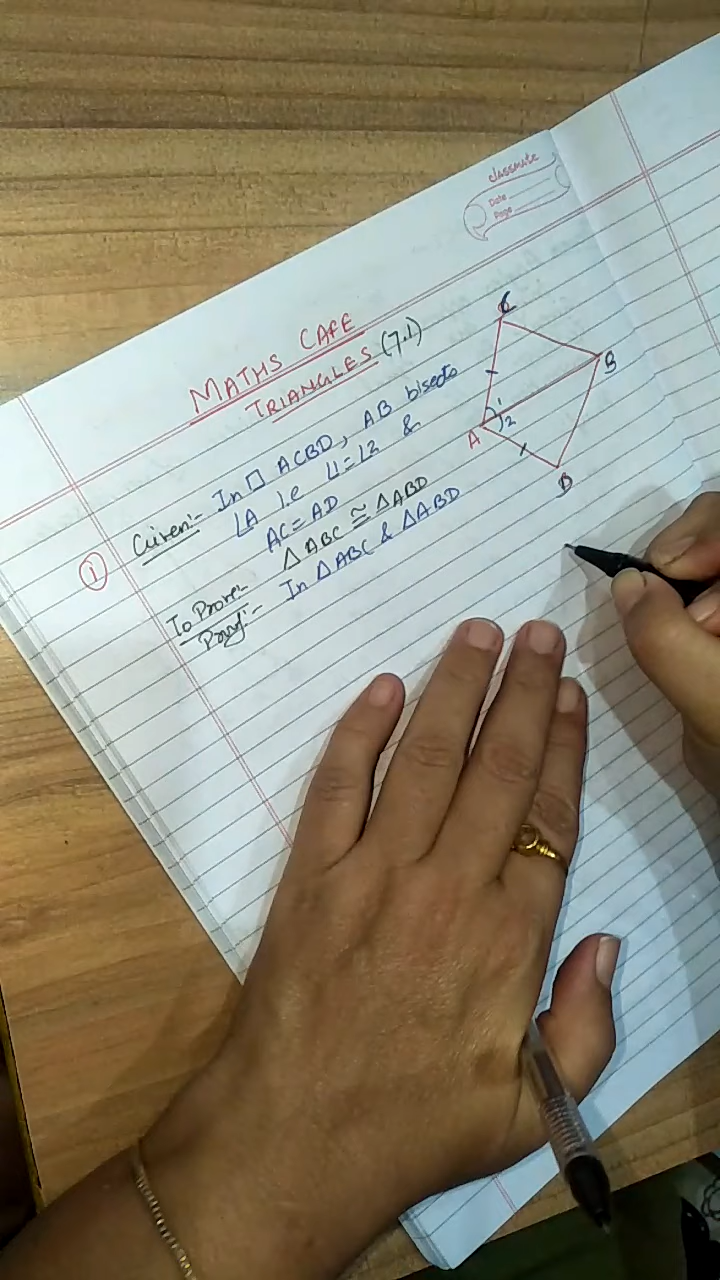 classmate
Date
Page
MATHS CAFE
TRIANGLES (7.1)
① Given:- In □ ACBD, AB bisects
∠A i.e ∠1=∠2 &
AC=AD
To Prove:- △ABC ≅ △ABD
Proof:- In △ABC & △ABD
C
B
A
1
2
D